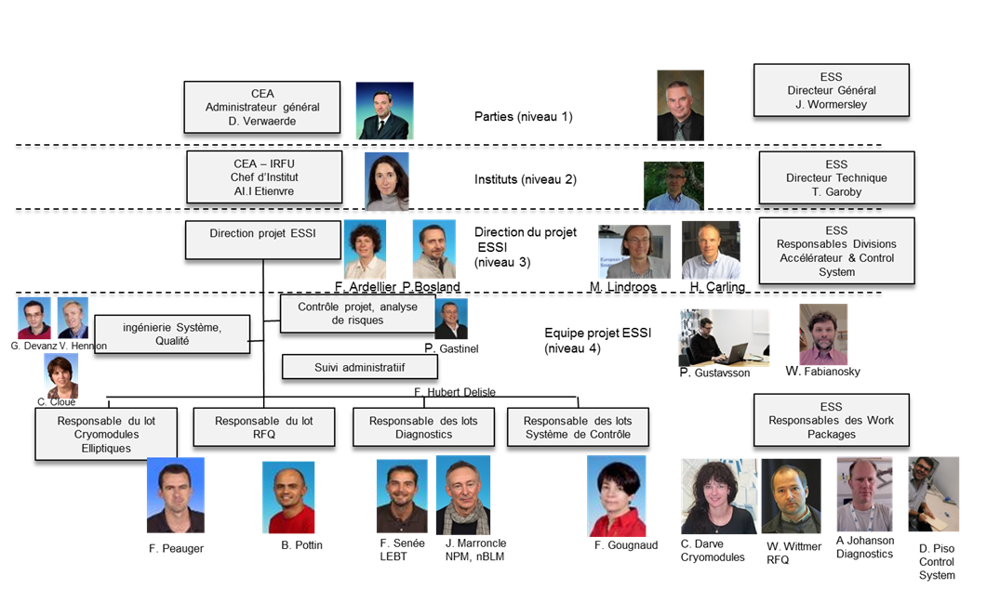 CEA
Administrateur général
D. Verwaerde
Parties (niveau 1)
ESS
Directeur Général
J. Wormersley
CEA – IRFU
Chef d'Institut
Al.I Etienvre
Instituts (niveau 2)
ESS
Directeur Technique
T. Garoby
Direction projet ESSI
Direction du projet
ESSI
(niveau 3)
ESS
Responsables Divisions
Accélérateur & Control
System
F. Ardellier P.Bosland
M. Lindroos
H. Carling
Contrôle projet, analyse
de risques
ingénierie Système,
Qualité
G. Devanz V. Hennion
P. Gastinel
Equipe projet ESSI
(niveau 4)
P. Gustavsson
W. Fabianosky
Suivi administratiif
C. Cloué
F. Hubert Delisle
Responsable du lot
Cryomodules
Elliptiques
Responsable du lot
RFQ
Responsable des lots
Diagnostics
Responsable des lots
Système de Contrôle
ESS
Responsables des Work
Packages
F. Peauger
B. Pottin
F. Senée
LEBT
J. Marroncle
NPM, nBLM
F. Gougnaud
C. Darve
Cryomodules
W. Wittmer
RFQ
A Johanson
Diagnostics
D. Piso
Control
System